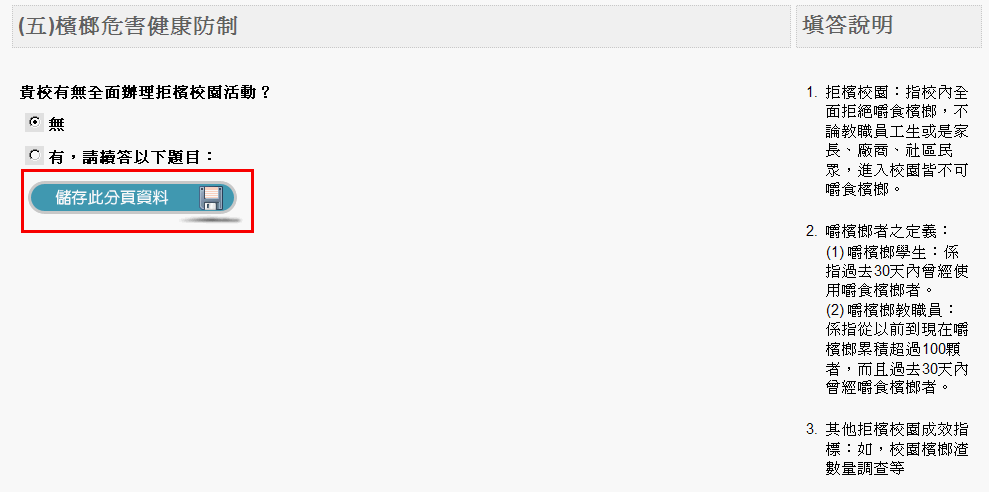 (五)檳榔危害健康防制
填答說明
貴校有無全面辦理拒檳校園活動？
無
有，請續答以下題目：
儲存此分頁資料
1. 拒檳校園：指校內全
面拒絕嚼食檳榔，不
論教職員工生或是家
長、廠商、社區民
眾，進入校園皆不可
嚼食檳榔。
2. 嚼檳榔者之定義：
(1) 嚼檳榔學生：係
指過去30天內曾經使
用嚼食檳榔者。
(2) 嚼檳榔教職員：
係指從以前到現在嚼
檳榔累積超過100顆
者，而且過去30天內
曾經嚼食檳榔者。
3. 其他拒檳校園成效指
標：如，校園檳榔渣
數量調查等